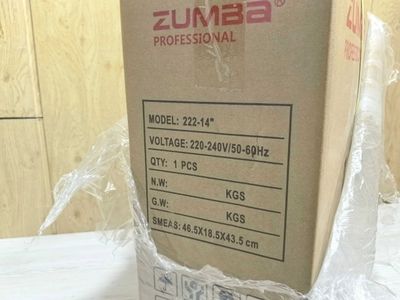 ZUMBa®
PROFESSIONAL
MODEL: 222-14"
VOLTAGE: 220-240V/50-60Hz
QTY: 1 PCS
N.W: KGS
G.W: KGS
SMEAS: 46.5X18.5X43.5 cm